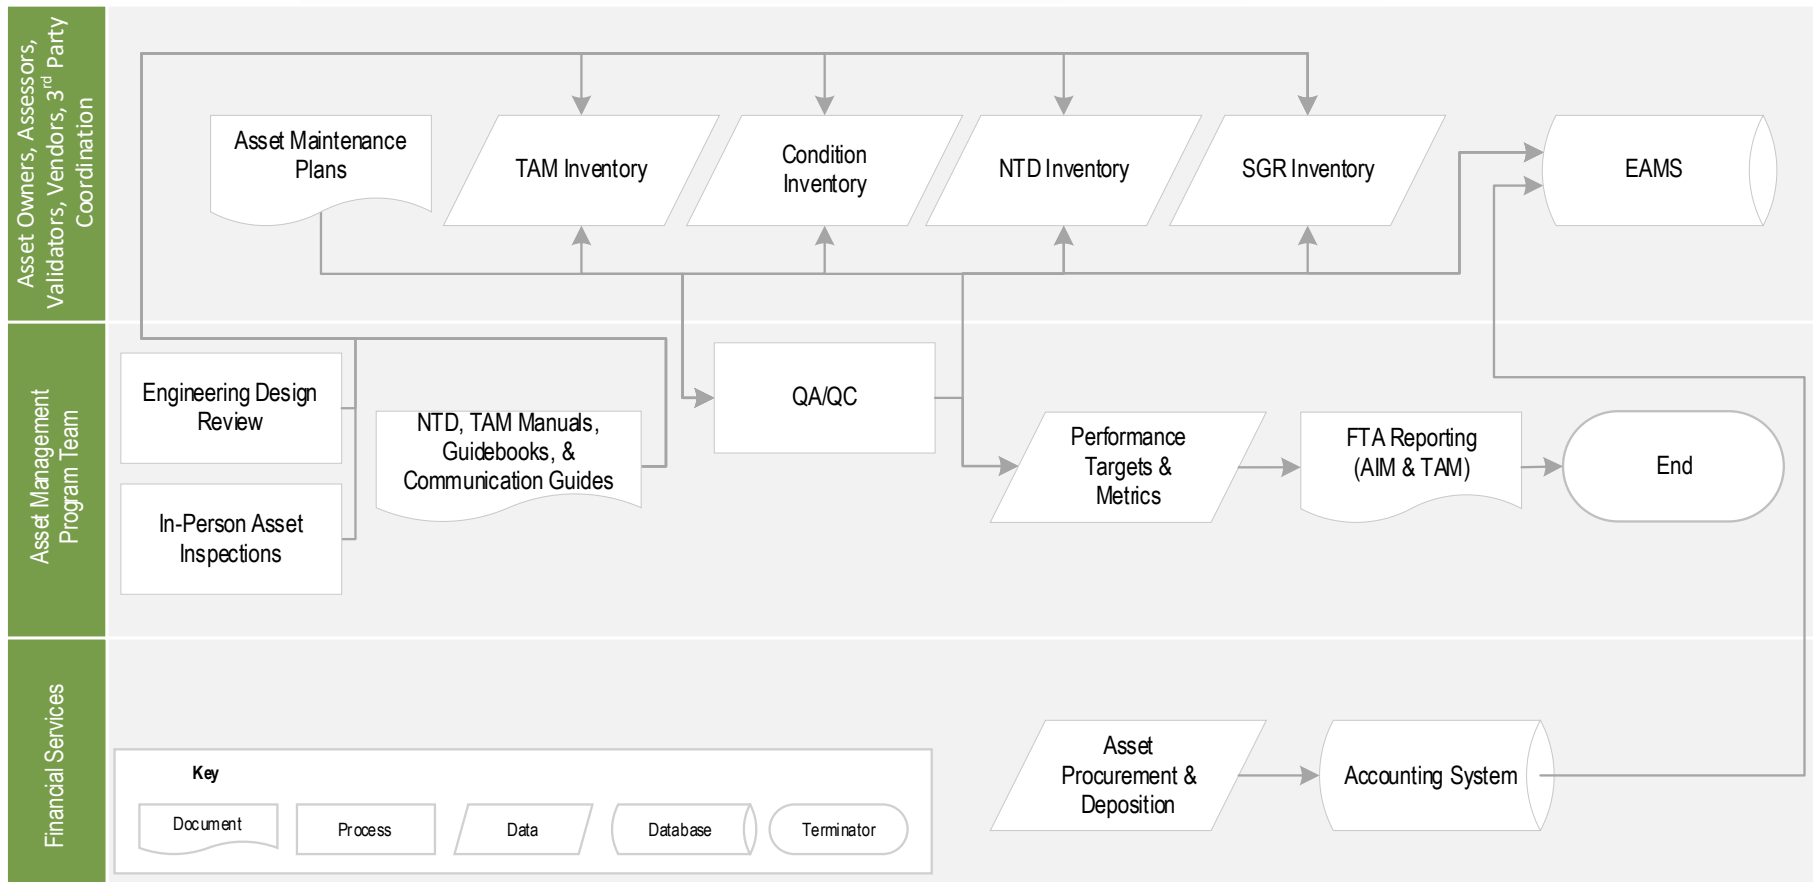 Asset Owners, Assessors,
Validators, Vendors, 3rd Party
Coordination
Asset Maintenance
Plans
TAM Inventory
Condition
Inventory
NTD Inventory
SGR Inventory
EAMS
Asset Management
Program Team
Engineering Design
Review
In-Person Asset
Inspections
NTD, TAM Manuals,
Guidebooks, &
Communication Guides
QA/QC
Performance
Targets &
Metrics
FTA Reporting
(AIM & TAM)
End
Financial Services
Asset
Procurement &
Deposition
Accounting System
Key
Document
Process
Data
Database
Terminator